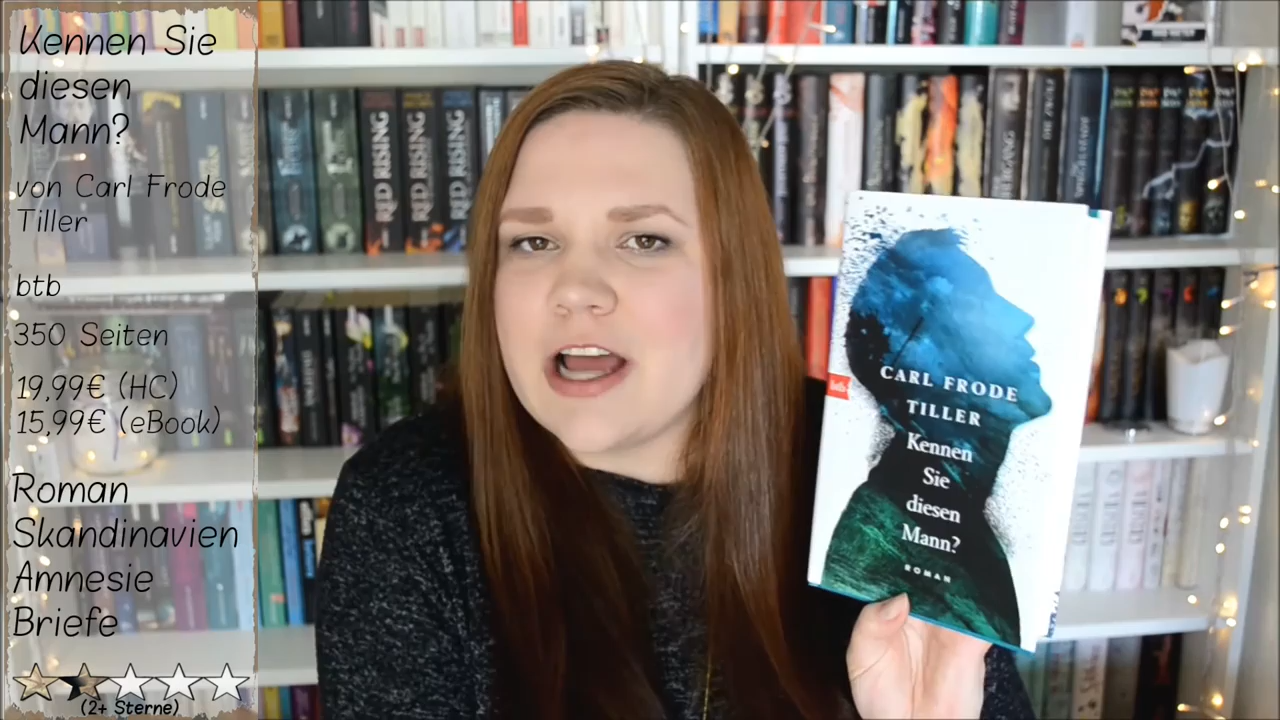 Kennen Sie
diesen
Mann?
von Carl Frode
Tiller
btb
350 Seiten
19,99€ (HC)
15,99€ (eBook)
Roman
Skandinavien
Amnesie
Briefe
(2+ Sterne)
RED RISING
RED RISING
RED RISING
btb
CARL FRODE
TILLER
Kennen
Sie
diesen
Mann?
ROMAN